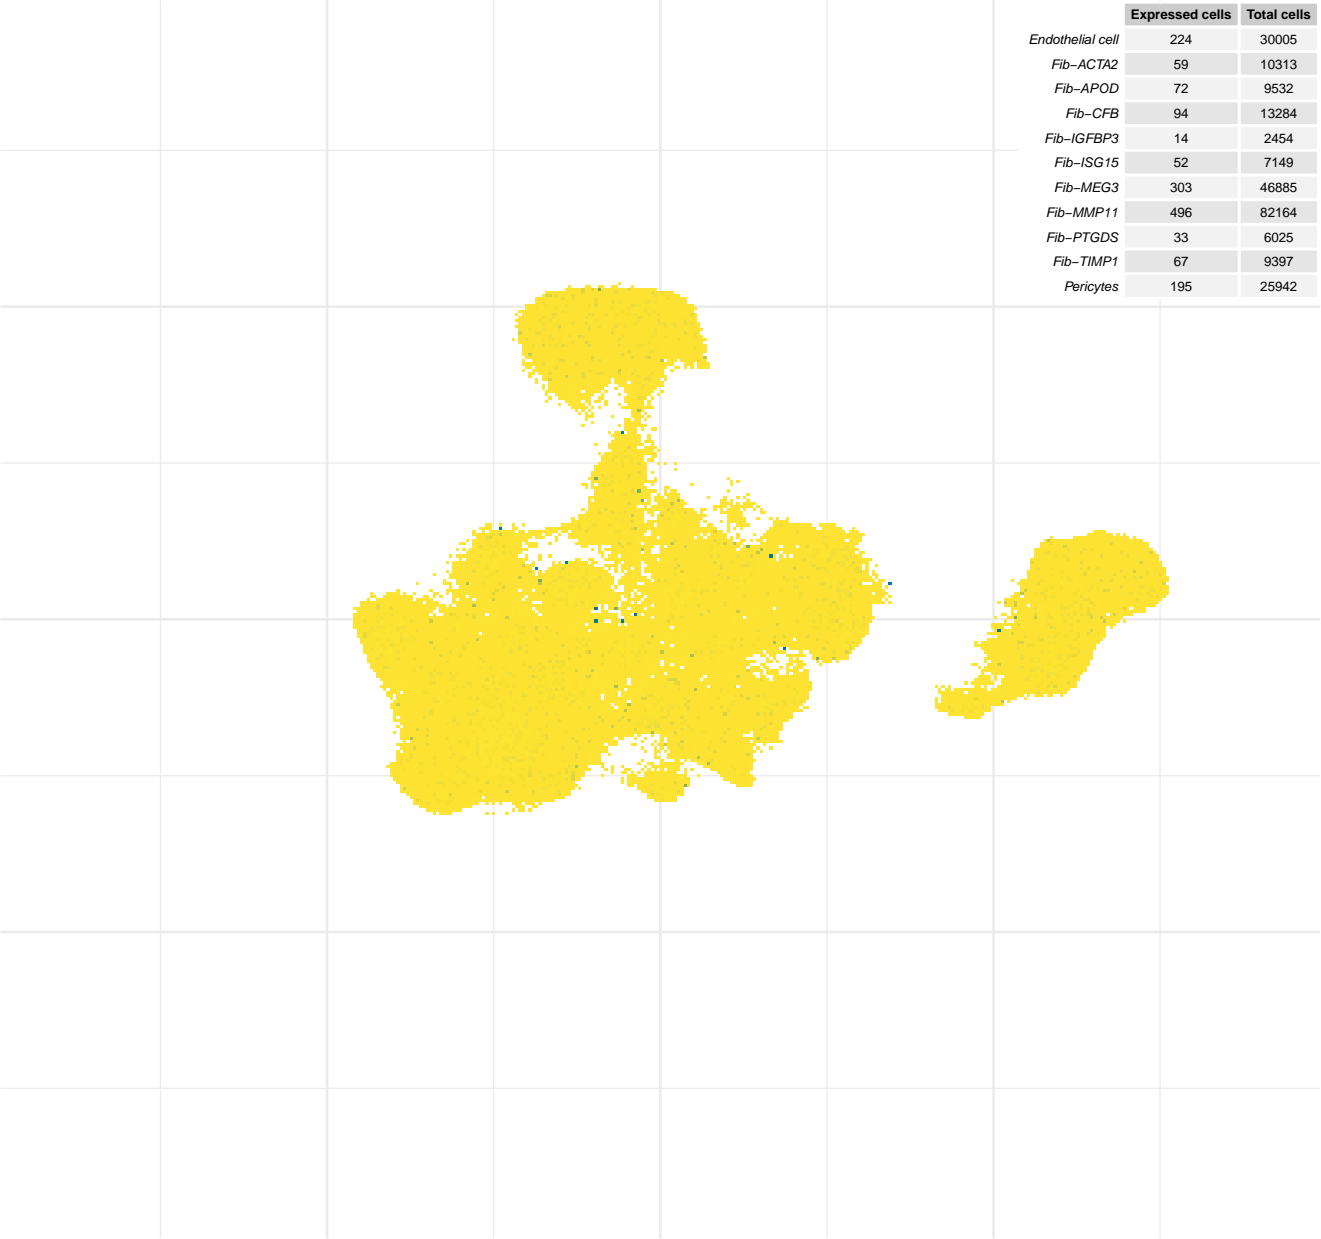 Expressed cells Total cells
Endothelial cell 224 30005
Fib−ACTA2 59 10313
Fib−APOD 72 9532
Fib−CFB 94 13284
Fib−IGFBP3 14 2454
Fib−ISG15 52 7149
Fib−MEG3 303 46885
Fib−MMP11 496 82164
Fib−PTGDS 33 6025
Fib−TIMP1 67 9397
Pericytes 195 25942